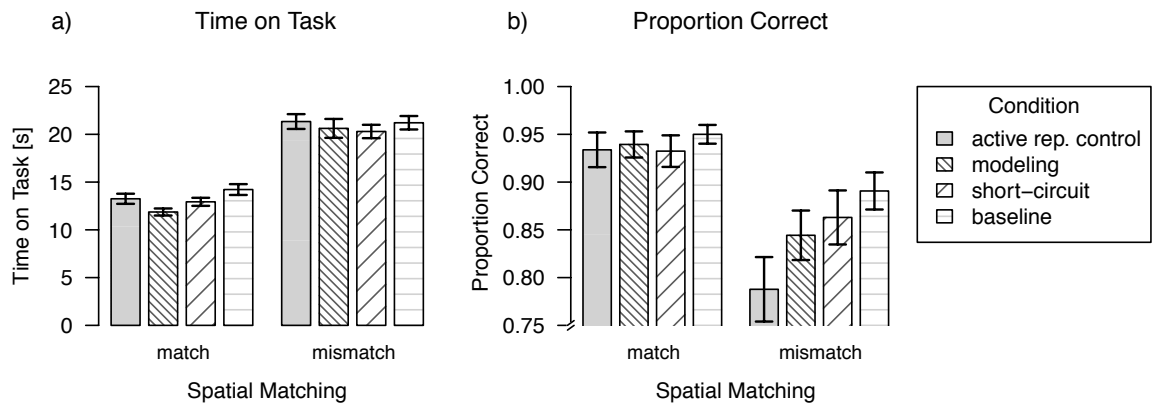 a) Time on Task
Time on Task [s]
25
20
15
10
5
0
match mismatch
Spatial Matching
b) Proportion Correct
Proportion Correct
1.00
0.95
0.90
0.85
0.80
0.75
match mismatch
Spatial Matching
Condition
active rep. control
modeling
short−circuit
baseline